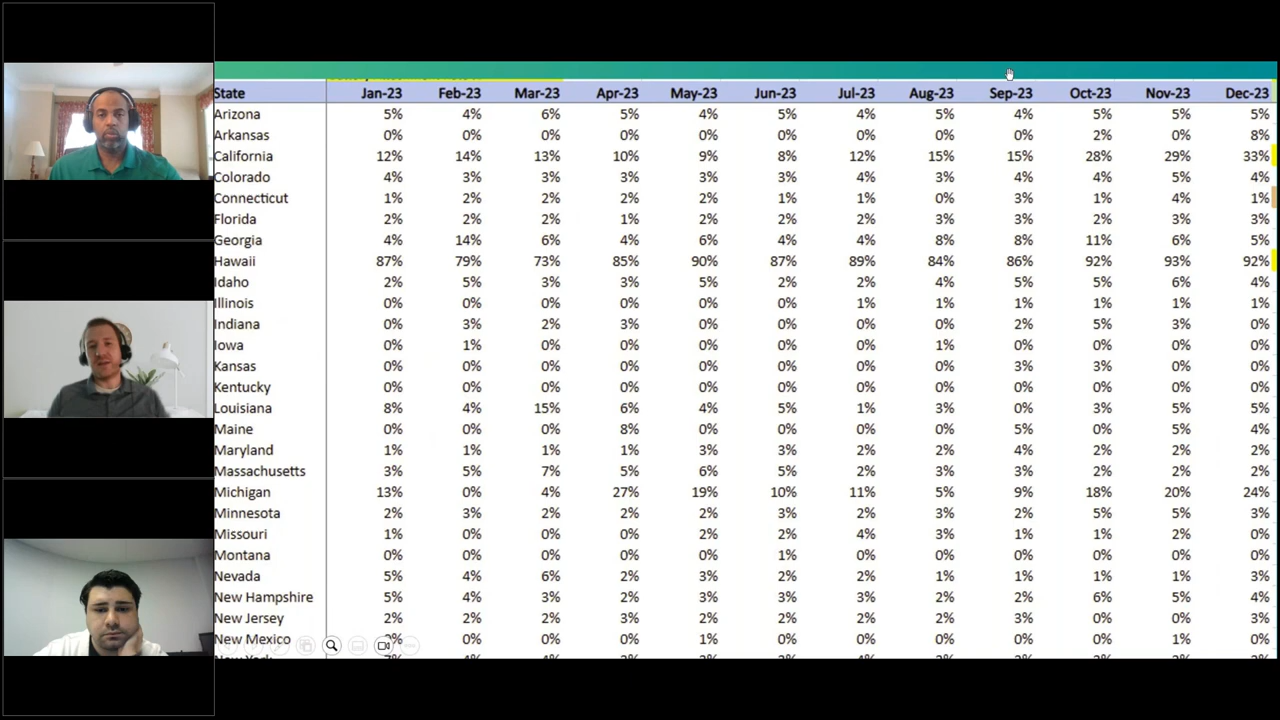 State Jan-23 Feb-23 Mar-23 Apr-23 May-23 Jun-23 Jul-23 Aug-23 Sep-23 Oct-23 Nov-23 Dec-23
Arizona 5% 4% 6% 5% 4% 5% 4% 5% 4% 5% 5% 5%
Arkansas 0% 0% 0% 0% 0% 0% 0% 0% 0% 2% 0% 8%
California 12% 14% 13% 10% 9% 8% 12% 15% 15% 28% 29% 33%
Colorado 4% 3% 3% 3% 3% 3% 4% 3% 4% 4% 5% 4%
Connecticut 1% 2% 2% 2% 2% 1% 1% 0% 3% 1% 4% 1%
Florida 2% 2% 2% 1% 2% 2% 2% 3% 3% 2% 3% 3%
Georgia 4% 14% 6% 4% 6% 4% 4% 8% 8% 11% 6% 5%
Hawaii 87% 79% 73% 85% 90% 87% 89% 84% 86% 92% 93% 92%
Idaho 2% 5% 3% 3% 5% 2% 2% 4% 5% 5% 6% 4%
Illinois 0% 0% 0% 0% 0% 0% 1% 1% 1% 1% 1% 1%
Indiana 0% 3% 2% 3% 0% 0% 0% 0% 2% 5% 3% 0%
Iowa 0% 1% 0% 0% 0% 0% 0% 1% 0% 0% 0% 0%
Kansas 0% 0% 0% 0% 0% 0% 0% 0% 3% 3% 0% 0%
Kentucky 0% 0% 0% 0% 0% 0% 0% 0% 0% 0% 0% 0%
Louisiana 8% 4% 15% 6% 4% 5% 1% 3% 0% 3% 5% 5%
Maine 0% 0% 0% 8% 0% 0% 0% 0% 5% 0% 5% 4%
Maryland 1% 1% 1% 1% 3% 3% 2% 2% 4% 2% 2% 2%
Massachusetts 3% 5% 7% 5% 6% 5% 2% 3% 3% 2% 2% 2%
Michigan 13% 0% 4% 27% 19% 10% 11% 5% 9% 18% 20% 24%
Minnesota 2% 3% 2% 2% 2% 3% 2% 3% 2% 5% 5% 3%
Missouri 1% 0% 0% 0% 2% 2% 4% 3% 1% 1% 2% 0%
Montana 0% 0% 0% 0% 0% 1% 0% 0% 0% 0% 0% 0%
Nevada 5% 4% 6% 2% 3% 2% 2% 1% 1% 1% 1% 3%
New Hampshire 5% 4% 3% 2% 3% 3% 3% 2% 2% 6% 5% 4%
New Jersey 2% 2% 2% 3% 2% 2% 2% 2% 3% 0% 0% 3%
New Mexico 0% 0% 0% 1% 0% 0% 0% 0% 0% 1% 0%